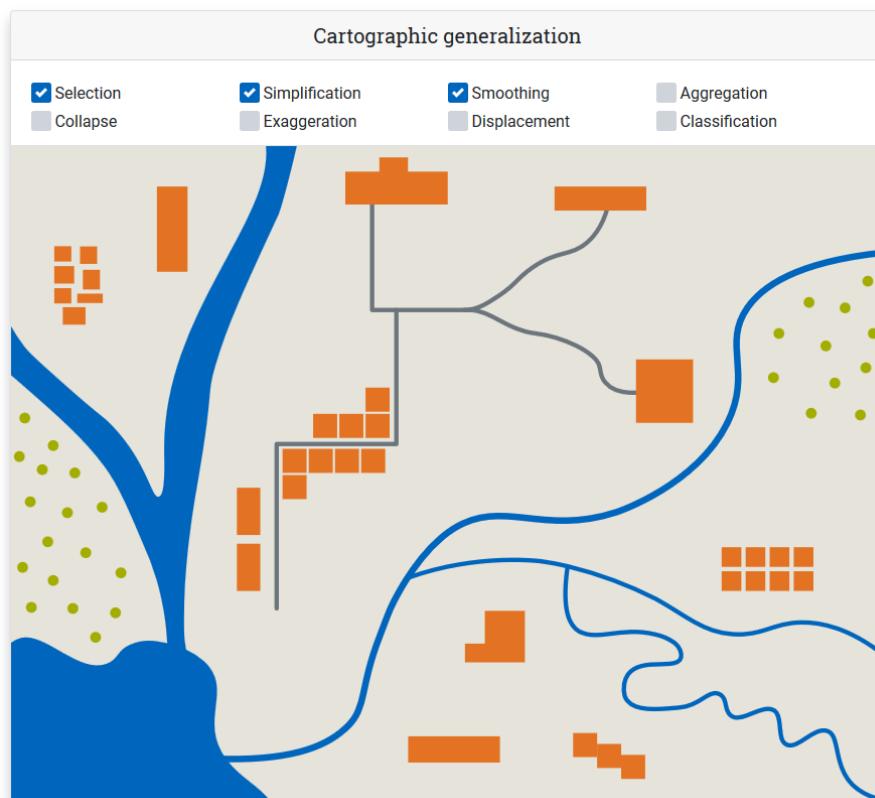 Cartographic generalization
Selection Simplification Smoothing Aggregation
Collapse Exaggeration Displacement Classification